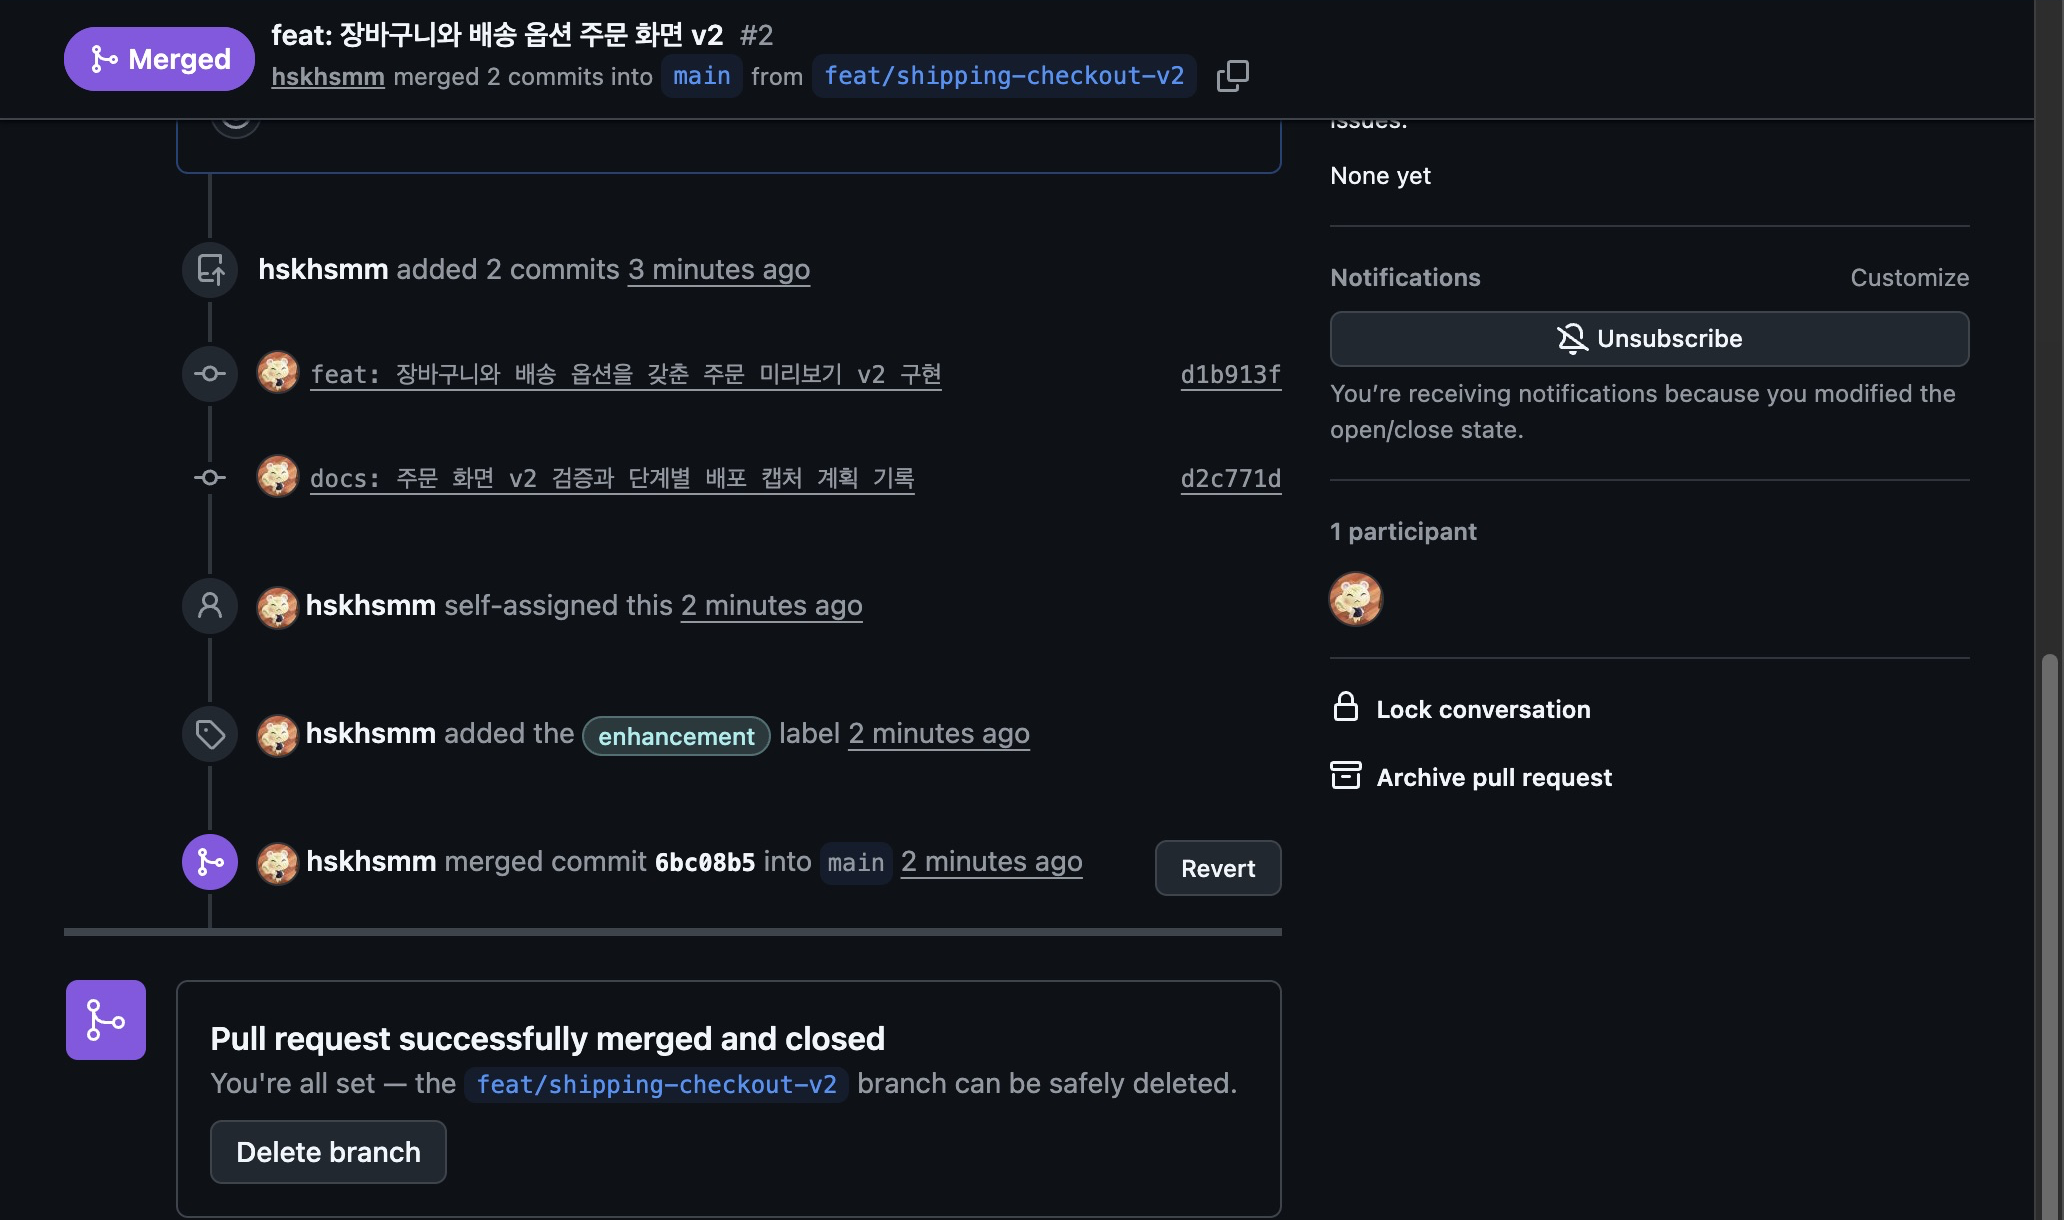 Merged
feat: 장바구니와 배송 옵션 주문 화면 v2 #2
hskhsmm merged 2 commits into main from feat/shipping-checkout-v2
issues.
None yet
hskhsmm added 2 commits 3 minutes ago
feat: 장바구니와 배송 옵션을 갖춘 주문 미리보기 v2 구현 d1b913f
docs: 주문 화면 v2 검증과 단계별 배포 캡처 계획 기록 d2c771d
hskhsmm self-assigned this 2 minutes ago
hskhsmm added the enhancement label 2 minutes ago
hskhsmm merged commit 6bc08b5 into main 2 minutes ago
Revert
Pull request successfully merged and closed
You're all set — the feat/shipping-checkout-v2 branch can be safely deleted.
Delete branch
Notifications Customize
Unsubscribe
You’re receiving notifications because you modified the
open/close state.
1 participant
Lock conversation
Archive pull request